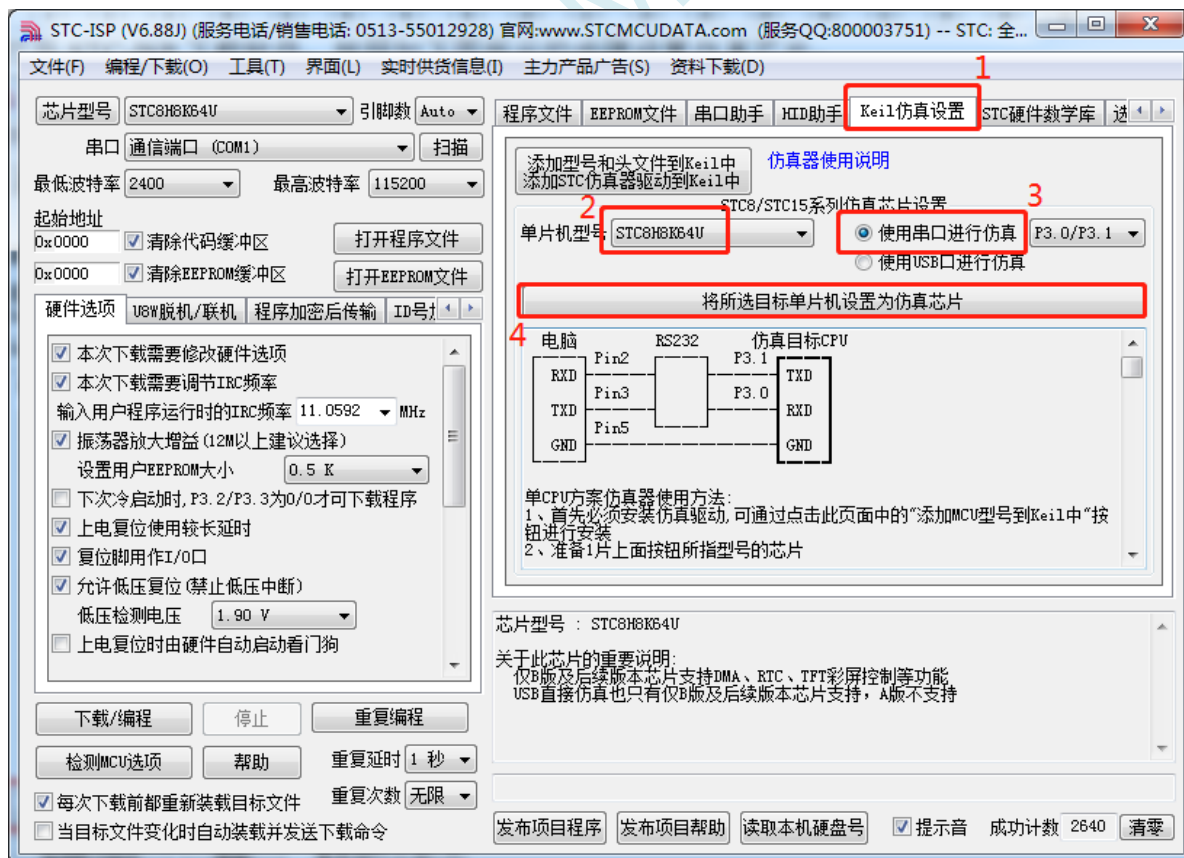 STC-ISP (V6.88J) (服务电话/销售电话: 0513-55012928) 官网:www.STCMCUDATA.com (服务QQ:800003751) -- STC: 全...
文件(F) 编程/下载(O) 工具(T) 界面(L) 实时供货信息(I) 主力产品广告(S) 资料下载(D)
1
芯片型号 STC8H8K64U 引脚数 Auto
串口 通信端口 (COM1) 扫描
最低波特率 2400 最高波特率 115200
起始地址
0x0000 清除代码缓冲区 打开程序文件
0x0000 清除EEPROM缓冲区 打开EEPROM文件
硬件选项 U8W脱机/联机 程序加密后传输 ID号
本次下载需要修改硬件选项
本次下载需要调节IRC频率
输入用户程序运行时的IRC频率 11.0592 MHz
振荡器放大增益(12M以上建议选择)
设置用户EEPROM大小 0.5 K
下次冷启动时,P3.2/P3.3为0/0才可下载程序
上电复位使用较长延时
复位脚用作I/O口
允许低压复位(禁止低压中断)
低压检测电压 1.90 V
上电复位时由硬件自动启动看门狗
下载/编程 停止 重复编程
检测MCU选项 帮助 重复延时 1 秒
每次下载前都重新装载目标文件 重复次数 无限
当目标文件变化时自动装载并发送下载命令
程序文件 EEPROM文件 串口助手 HID助手 Keil仿真设置 STC硬件数学库 选
添加型号和头文件到Keil中
添加STC仿真器驱动到Keil中
仿真器使用说明
STC8/STC15系列仿真芯片设置
2 3
单片机型号 STC8H8K64U 使用串口进行仿真 P3.0/P3.1
使用USB口进行仿真
将所选目标单片机设置为仿真芯片
4
电脑 RS232 仿真目标CPU
Pin2 P3.1
RXD TXD
Pin3 P3.0
TXD RXD
Pin5
GND GND
单CPU方案仿真器使用方法:
1、首先必须安装仿真驱动,可通过点击此页面中的"添加MCU型号到Keil中"按
钮进行安装
2、准备1片上面按钮所指型号的芯片
芯片型号 : STC8H8K64U
关于此芯片的重要说明:
仅B版及后续版本芯片支持DMA、RTC、TFT彩屏控制等功能
USB直接仿真也只有仅B版及后续版本芯片支持，A版不支持
发布项目程序 发布项目帮助 读取本机硬盘号 提示音 成功计数 2640 清零